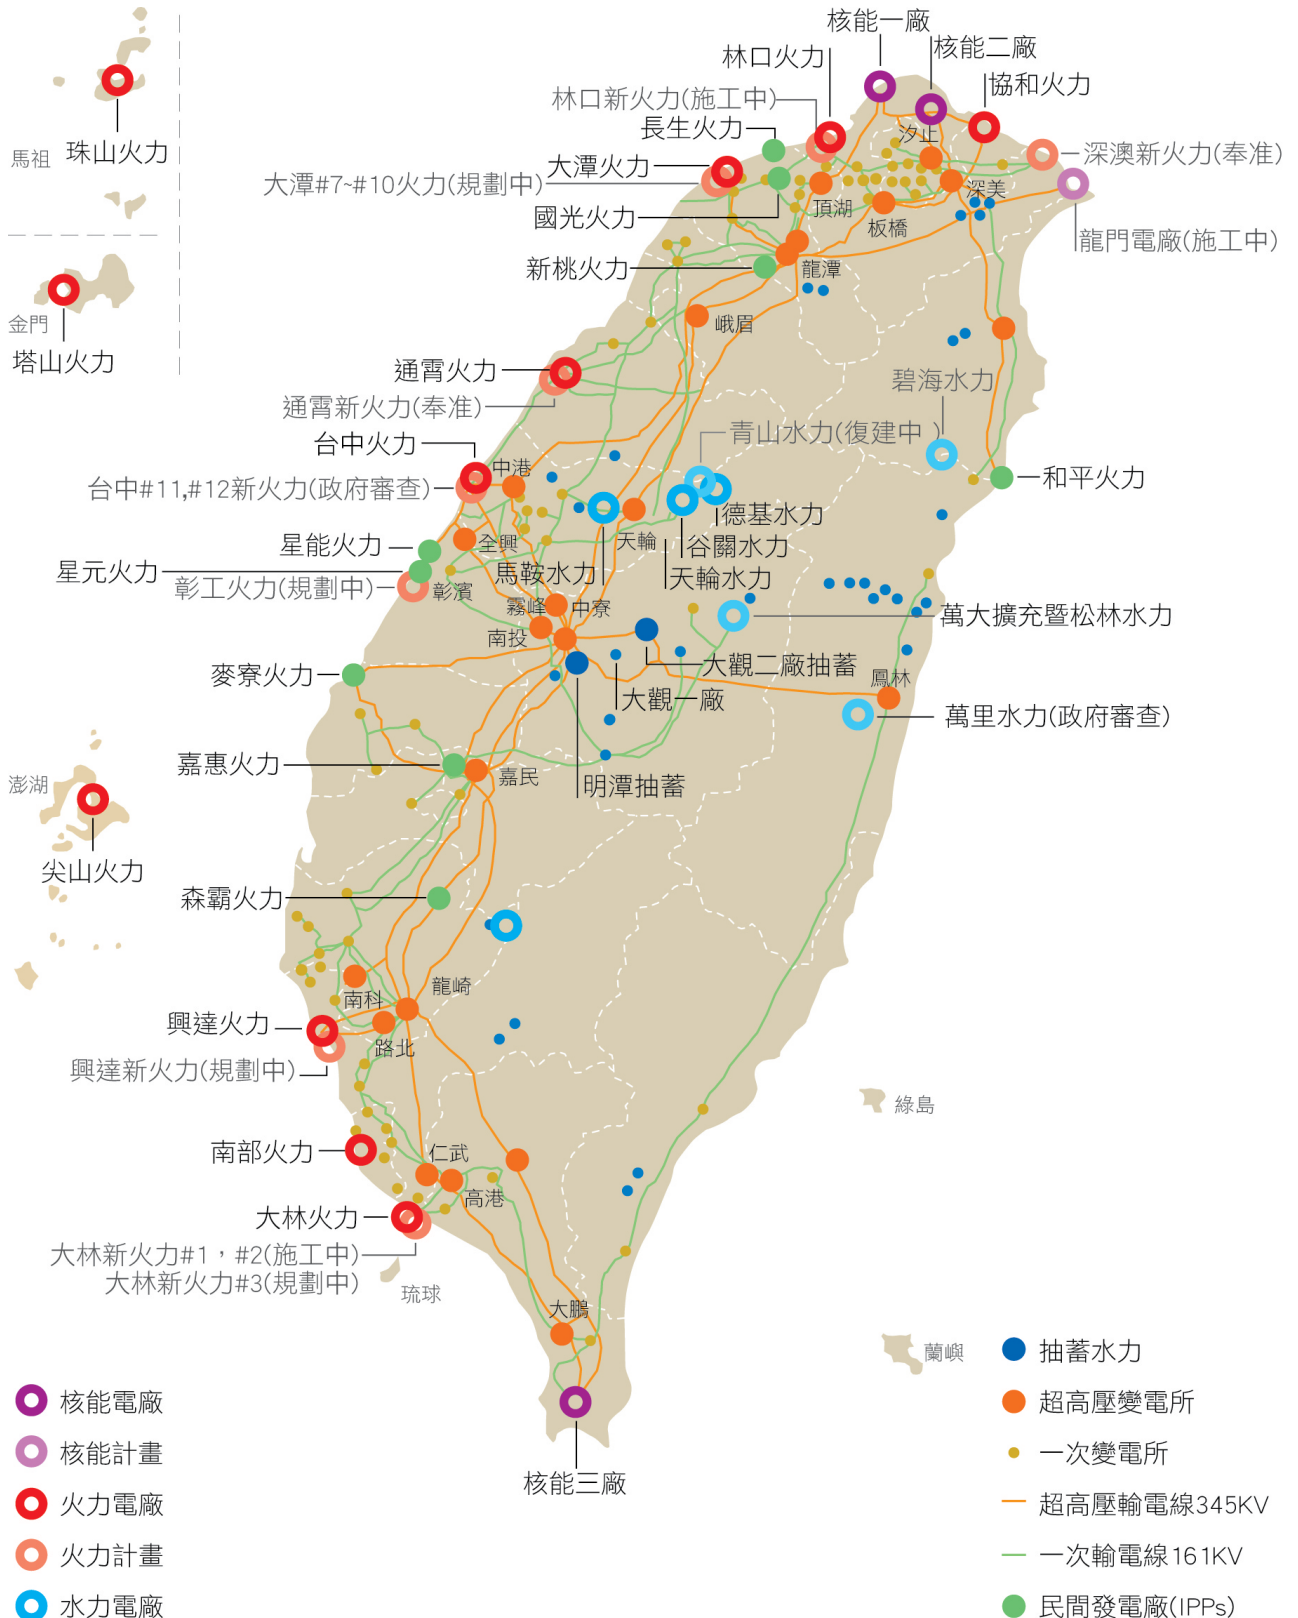 核能一廠
核能二廠
林口火力
協和火力
林口新火力(施工中)
長生火力
汐止
珠山火力
馬祖
大潭火力
深澳新火力(奉准)
大潭#7~#10火力(規劃中)
深美
國光火力
頂湖
板橋
龍門電廠(施工中)
新桃火力
龍潭
金門
峨眉
塔山火力
通霄火力
碧海水力
通霄新火力(奉准)
青山水力(復建中 )
台中火力
中港
和平火力
台中#11,#12新火力(政府審查)
德基水力
星能火力
全興
天輪
谷關水力
星元火力
馬鞍水力
天輪水力
彰工火力(規劃中)
彰濱
霧峰
中寮
萬大擴充暨松林水力
南投
麥寮火力
大觀二廠抽蓄
鳳林
大觀一廠
萬里水力(政府審查)
嘉惠火力
嘉民
明潭抽蓄
澎湖
尖山火力
森霸火力
龍崎
南科
興達火力
路北
興達新火力(規劃中)
綠島
南部火力
仁武
高港
大林火力
大林新火力#1，#2(施工中)
大林新火力#3(規劃中)
琉球
大鵬
蘭嶼
核能三廠
核能電廠
核能計畫
火力電廠
火力計畫
水力電廠
抽蓄水力
超高壓變電所
一次變電所
超高壓輸電線345KV
一次輸電線161KV
民間發電廠(IPPs)